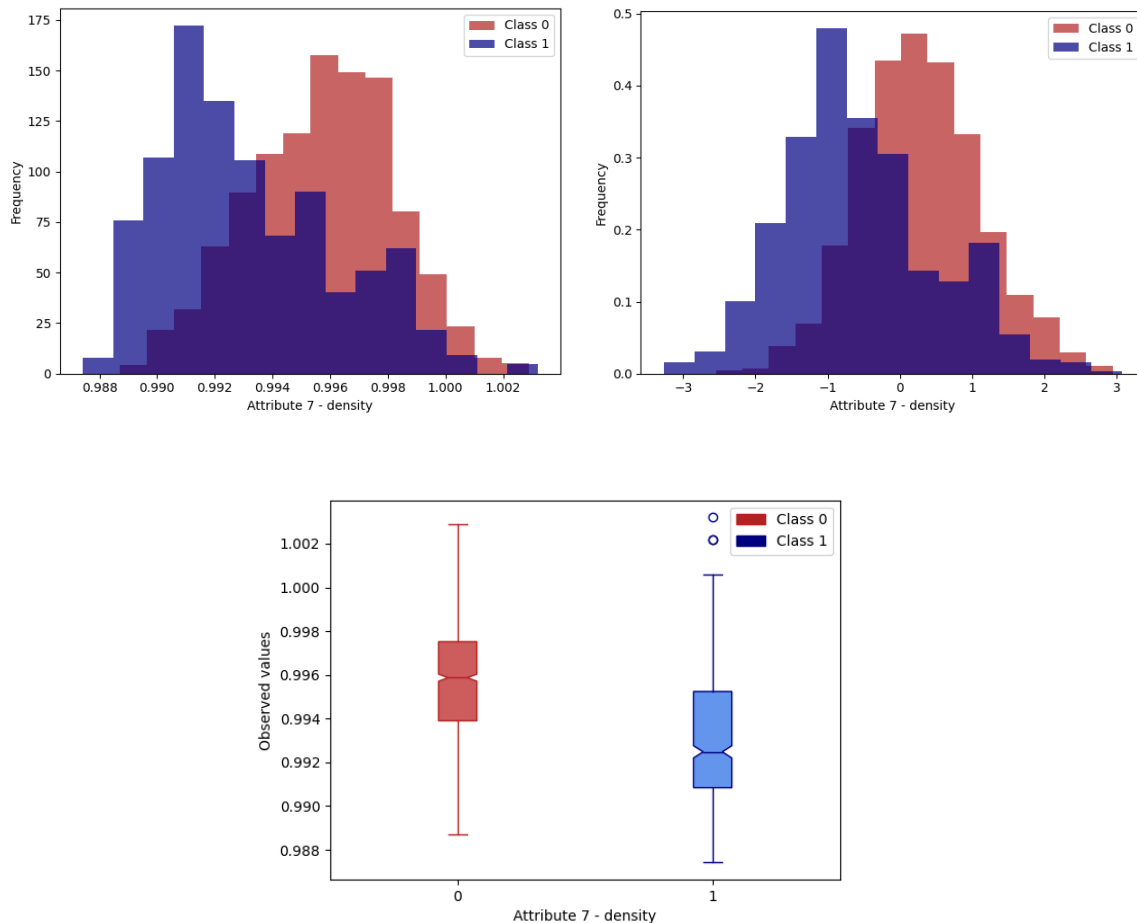 175
150
125
100
75
50
25
0
Frequency
0.988 0.990 0.992 0.994 0.996 0.998 1.000 1.002
Attribute 7 - density
Class 0
Class 1
0.5
0.4
0.3
0.2
0.1
0.0
Frequency
−3 −2 −1 0 1 2 3
Attribute 7 - density
Class 0
Class 1
1.002
1.000
0.998
0.996
0.994
0.992
0.990
0.988
Observed values
0 1
Attribute 7 - density
Class 0
Class 1